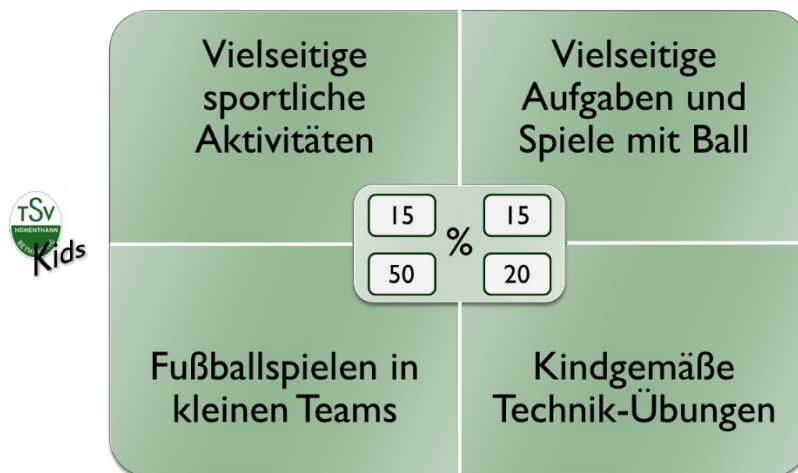 Vielseitige
sportliche
Aktivitäten
Vielseitige
Aufgaben und
Spiele mit Ball
TSV
HOHENTHANN
Kids
15
15
%
50
20
Fußballspielen in
kleinen Teams
Kindgemäße
Technik-Übungen